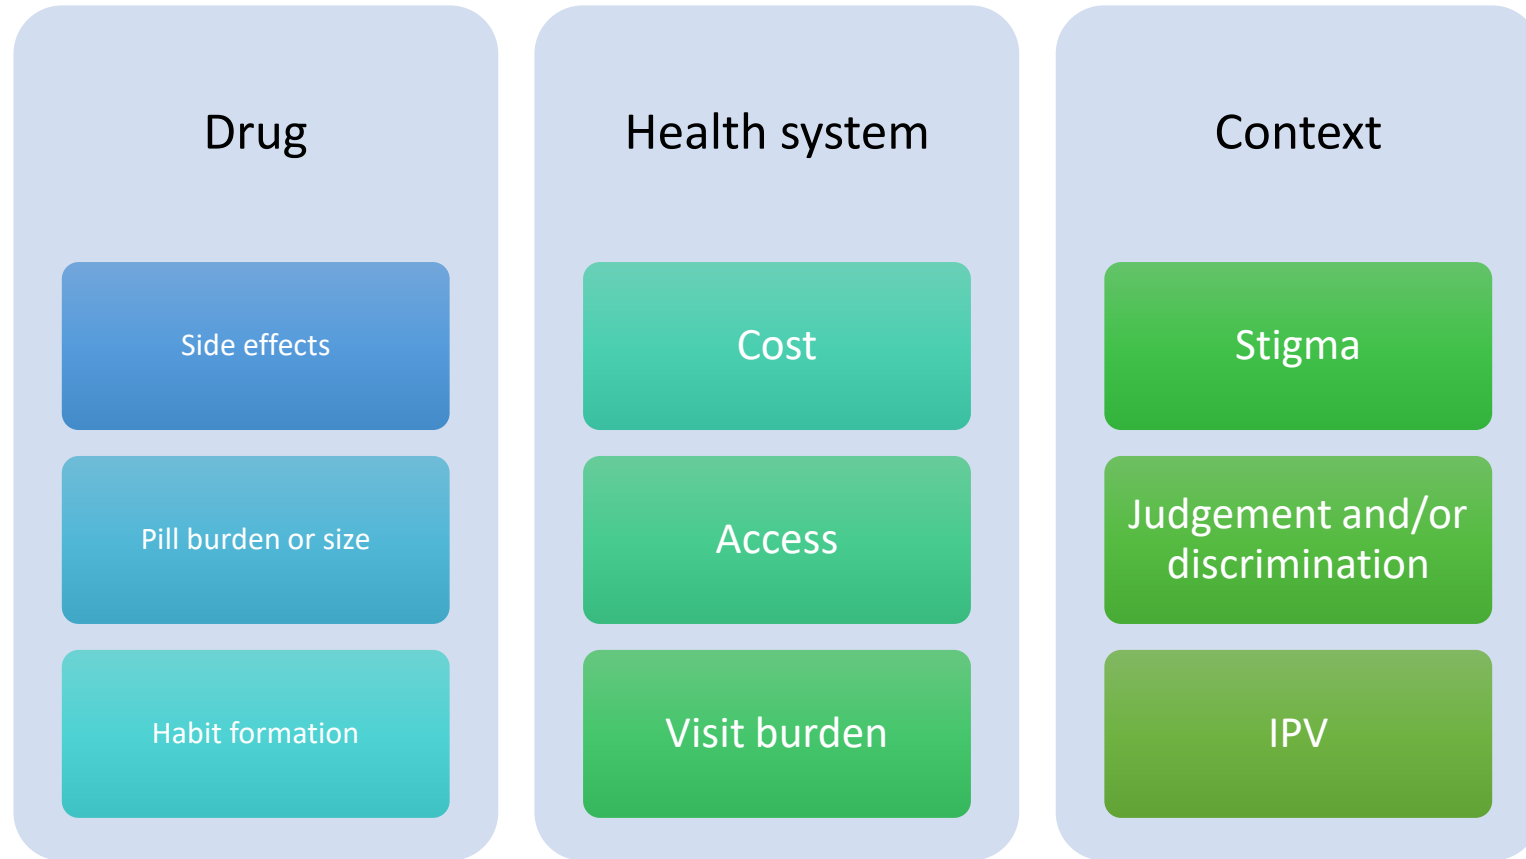 Drug
Side effects
Pill burden or size
Habit formation
Health system
Cost
Access
Visit burden
Context
Stigma
Judgement and/or
discrimination
IPV